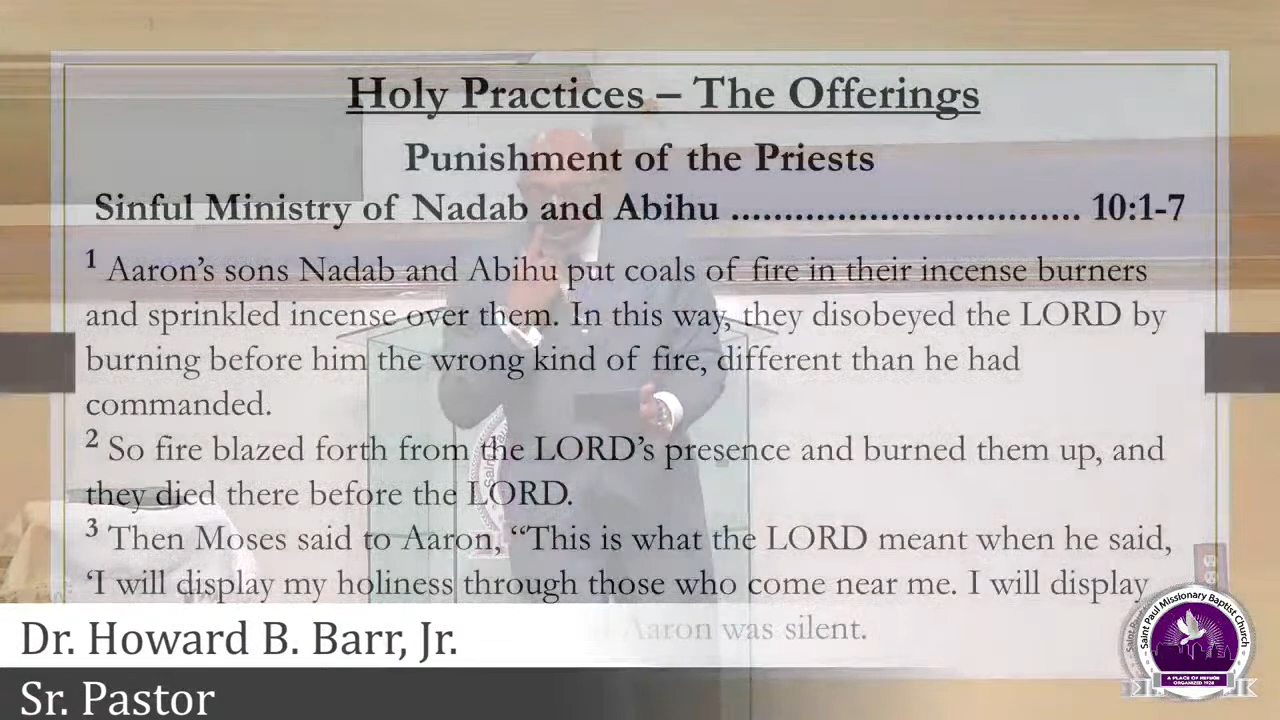 Holy Practices – The Offerings
Punishment of the Priests
Sinful Ministry of Nadab and Abihu ................................ 10:1-7
1 Aaron’s sons Nadab and Abihu put coals of fire in their incense burners
and sprinkled incense over them. In this way, they disobeyed the LORD by
burning before him the wrong kind of fire, different than he had
commanded.
2 So fire blazed forth from the LORD’s presence and burned them up, and
they died there before the LORD.
3 Then Moses said to Aaron, “This is what the LORD meant when he said,
‘I will display my holiness through those who come near me. I will display
Aaron was silent.
Dr. Howard B. Barr, Jr.
Sr. Pastor
Saint Paul Missionary Baptist Church
A PLACE OF REFUGE
ORGANIZED 1928